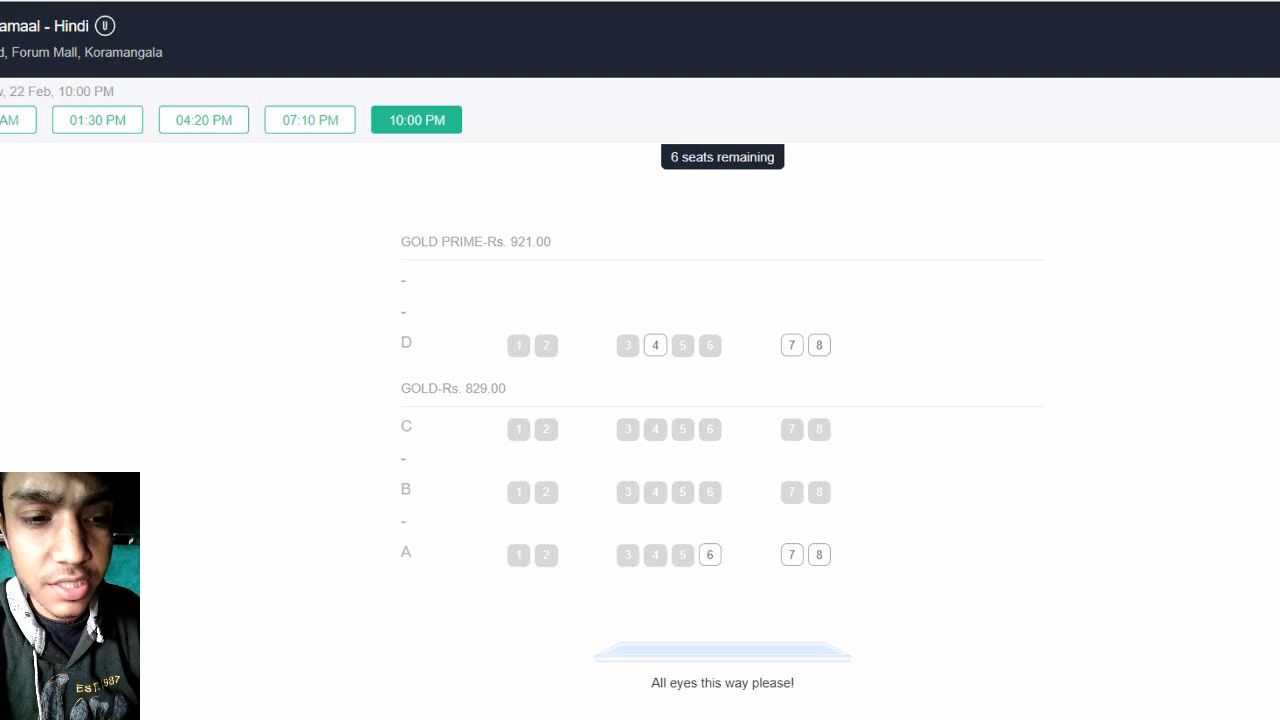 amaal - Hindi U
d, Forum Mall, Koramangala
, 22 Feb, 10:00 PM
AM 01:30 PM 04:20 PM 07:10 PM 10:00 PM
6 seats remaining
GOLD PRIME-Rs. 921.00
-
-
D 1 2 3 4 5 6 7 8
GOLD-Rs. 829.00
C 1 2 3 4 5 6 7 8
-
B 1 2 3 4 5 6 7 8
-
A 1 2 3 4 5 6 7 8
All eyes this way please!
EST. 1987